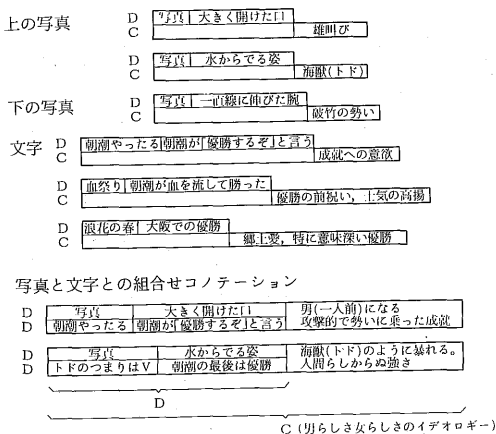 上の写真 D 写真 大きく開けた口
C 雄叫び
D 写真 水からでる姿
C 海獣(トド)
下の写真 D 写真 一直線に伸びた腕
C 破竹の勢い
文字 D 朝潮やったる 朝潮が「優勝するぞ」と言う
C 成就への意欲
D 血祭り 朝潮が血を流して勝った
C 優勝の前祝い,士気の高揚
D 浪花の春 大阪での優勝
C 郷土愛,特に意味深い優勝
写真と文字との組合せコノテーション
D 写真 大きく開けた口 男(一人前)になる
D 朝潮やったる 朝潮が「優勝するぞ」と言う 攻撃的で勢いに乗った成就
D 写真 水からでる姿 海獣(トド)のように暴れる。
D トドのつまりはV 朝潮の最後は優勝 人間らしからぬ強さ
D
C (男らしさ女らしさのイデオロギー)